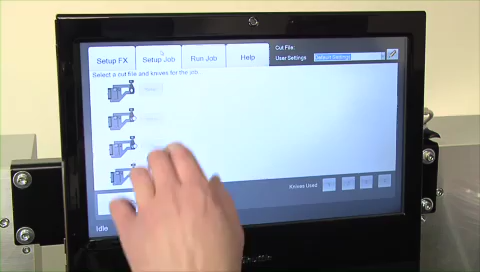 Setup FX
Setup Job
Run Job
Help
Cut File:
User Settings
Default Settings
Select a cut file and knives for the job
Knives Used
Idle